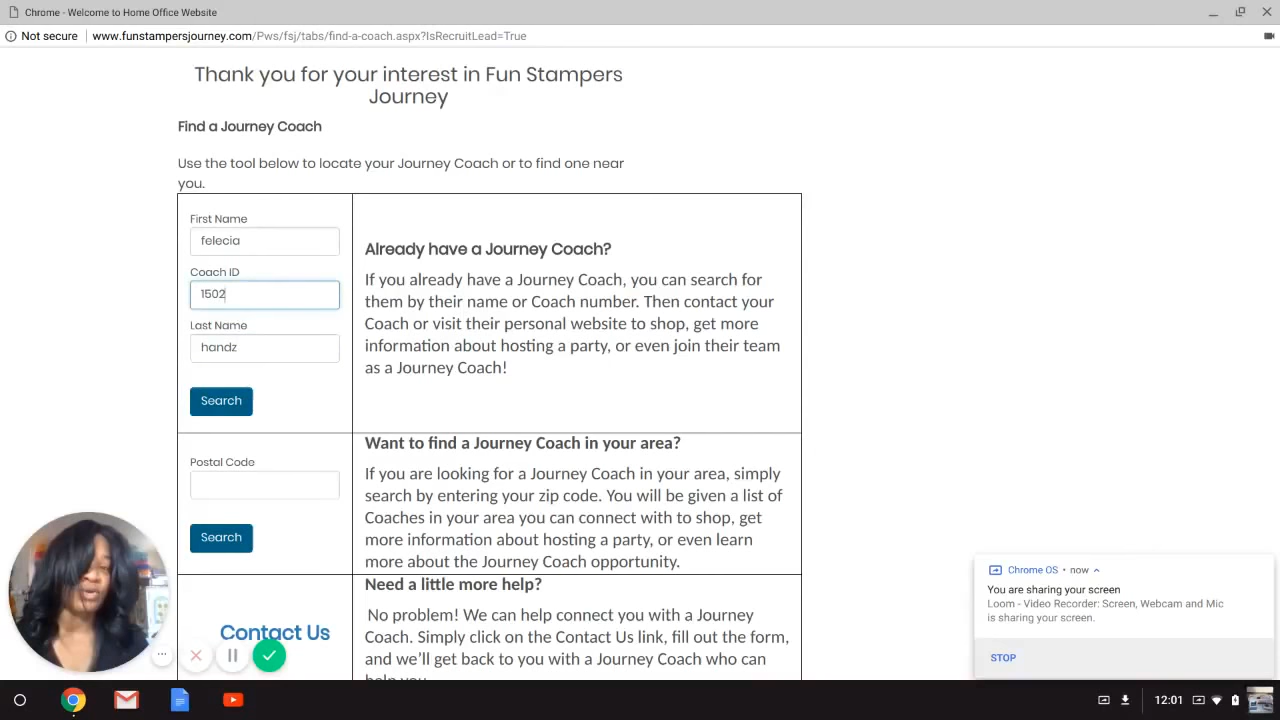 Chrome - Welcome to Home Office Website
Not secure
www.funstampersjourney.com/Pws/fsj/tabs/find-a-coach.aspx?IsRecruitLead=True
Thank you for your interest in Fun Stampers
Journey
Find a Journey Coach
Use the tool below to locate your Journey Coach or to find one near
you.
First Name
felecia
Coach ID
1502
Last Name
handz
Search
Already have a Journey Coach?
If you already have a Journey Coach, you can search for
them by their name or Coach number. Then contact your
Coach or visit their personal website to shop, get more
information about hosting a party, or even join their team
as a Journey Coach!
Postal Code
Search
Want to find a Journey Coach in your area?
If you are looking for a Journey Coach in your area, simply
search by entering your zip code. You will be given a list of
Coaches in your area you can connect with to shop, get
more information about hosting a party, or even learn
more about the Journey Coach opportunity.
Contact Us
Need a little more help?
No problem! We can help connect you with a Journey
Coach. Simply click on the Contact Us link, fill out the form,
and we'll get back to you with a Journey Coach who can
help you
Chrome OS • now
You are sharing your screen
Loom - Video Recorder: Screen, Webcam and Mic
is sharing your screen.
STOP
12:01